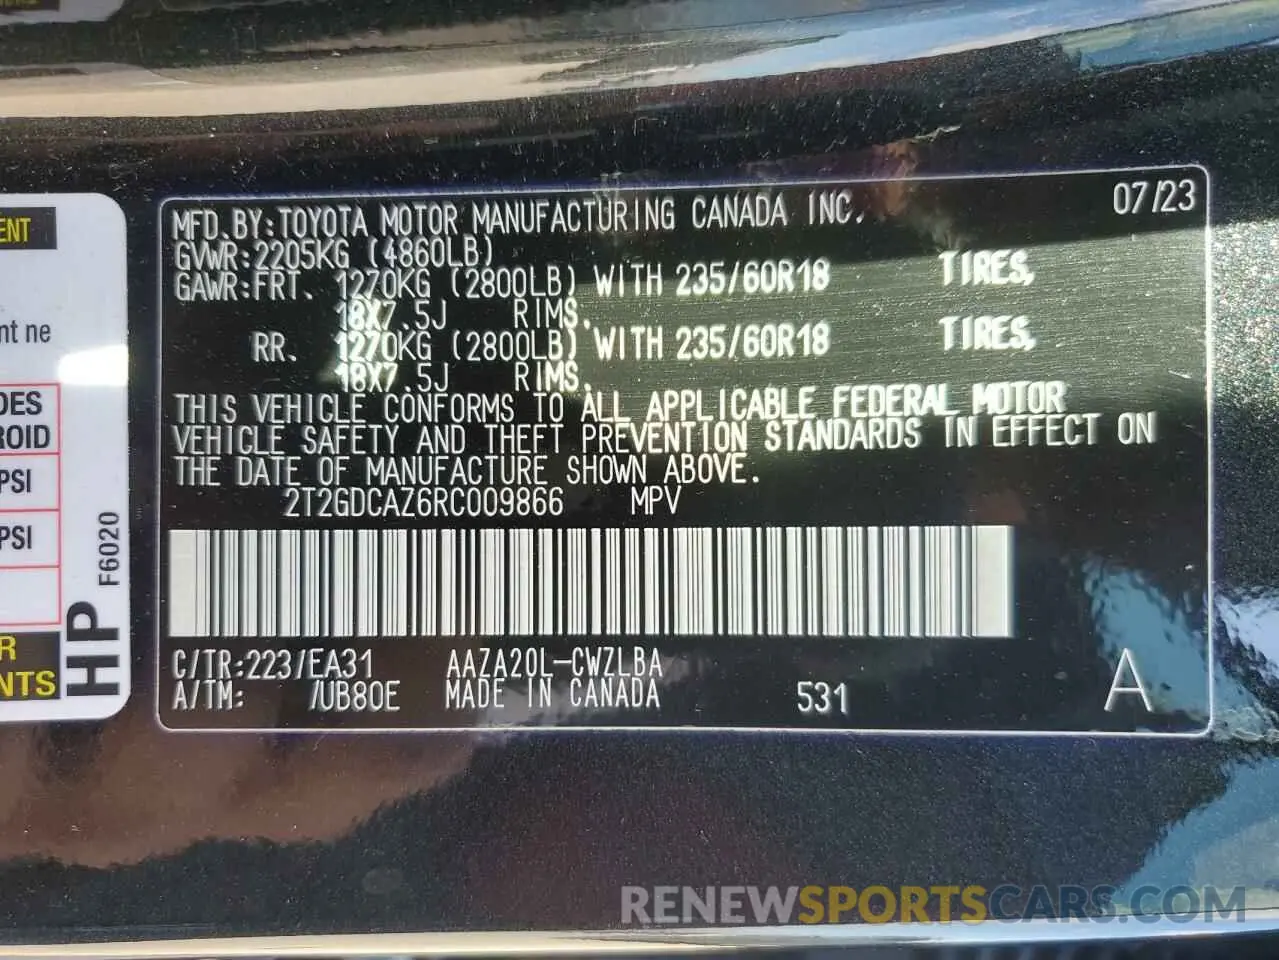 MFD.BY:TOYOTA MOTOR MANUFACTURING CANADA INC. 07/23
GVWR:2205KG (4860LB)
GAWR:FRT. 1270KG (2800LB) WITH 235/60R18 TIRES,
18X7.5J RIMS.
RR. 1270KG (2800LB) WITH 235/60R18 TIRES,
18X7.5J RIMS.
THIS VEHICLE CONFORMS TO ALL APPLICABLE FEDERAL MOTOR
VEHICLE SAFETY AND THEFT PREVENTION STANDARDS IN EFFECT ON
THE DATE OF MANUFACTURE SHOWN ABOVE.
2T2GDCAZ6RC009866 MPV
C/TR:223/EA31 AAZA20L-CWZLBA
A/TM: /UB80E MADE IN CANADA 531 A
ENT
nt ne
DES
ROID
PSI
PSI
R
NTS
F6020
HP
RENEWSPORTSCARS.COM